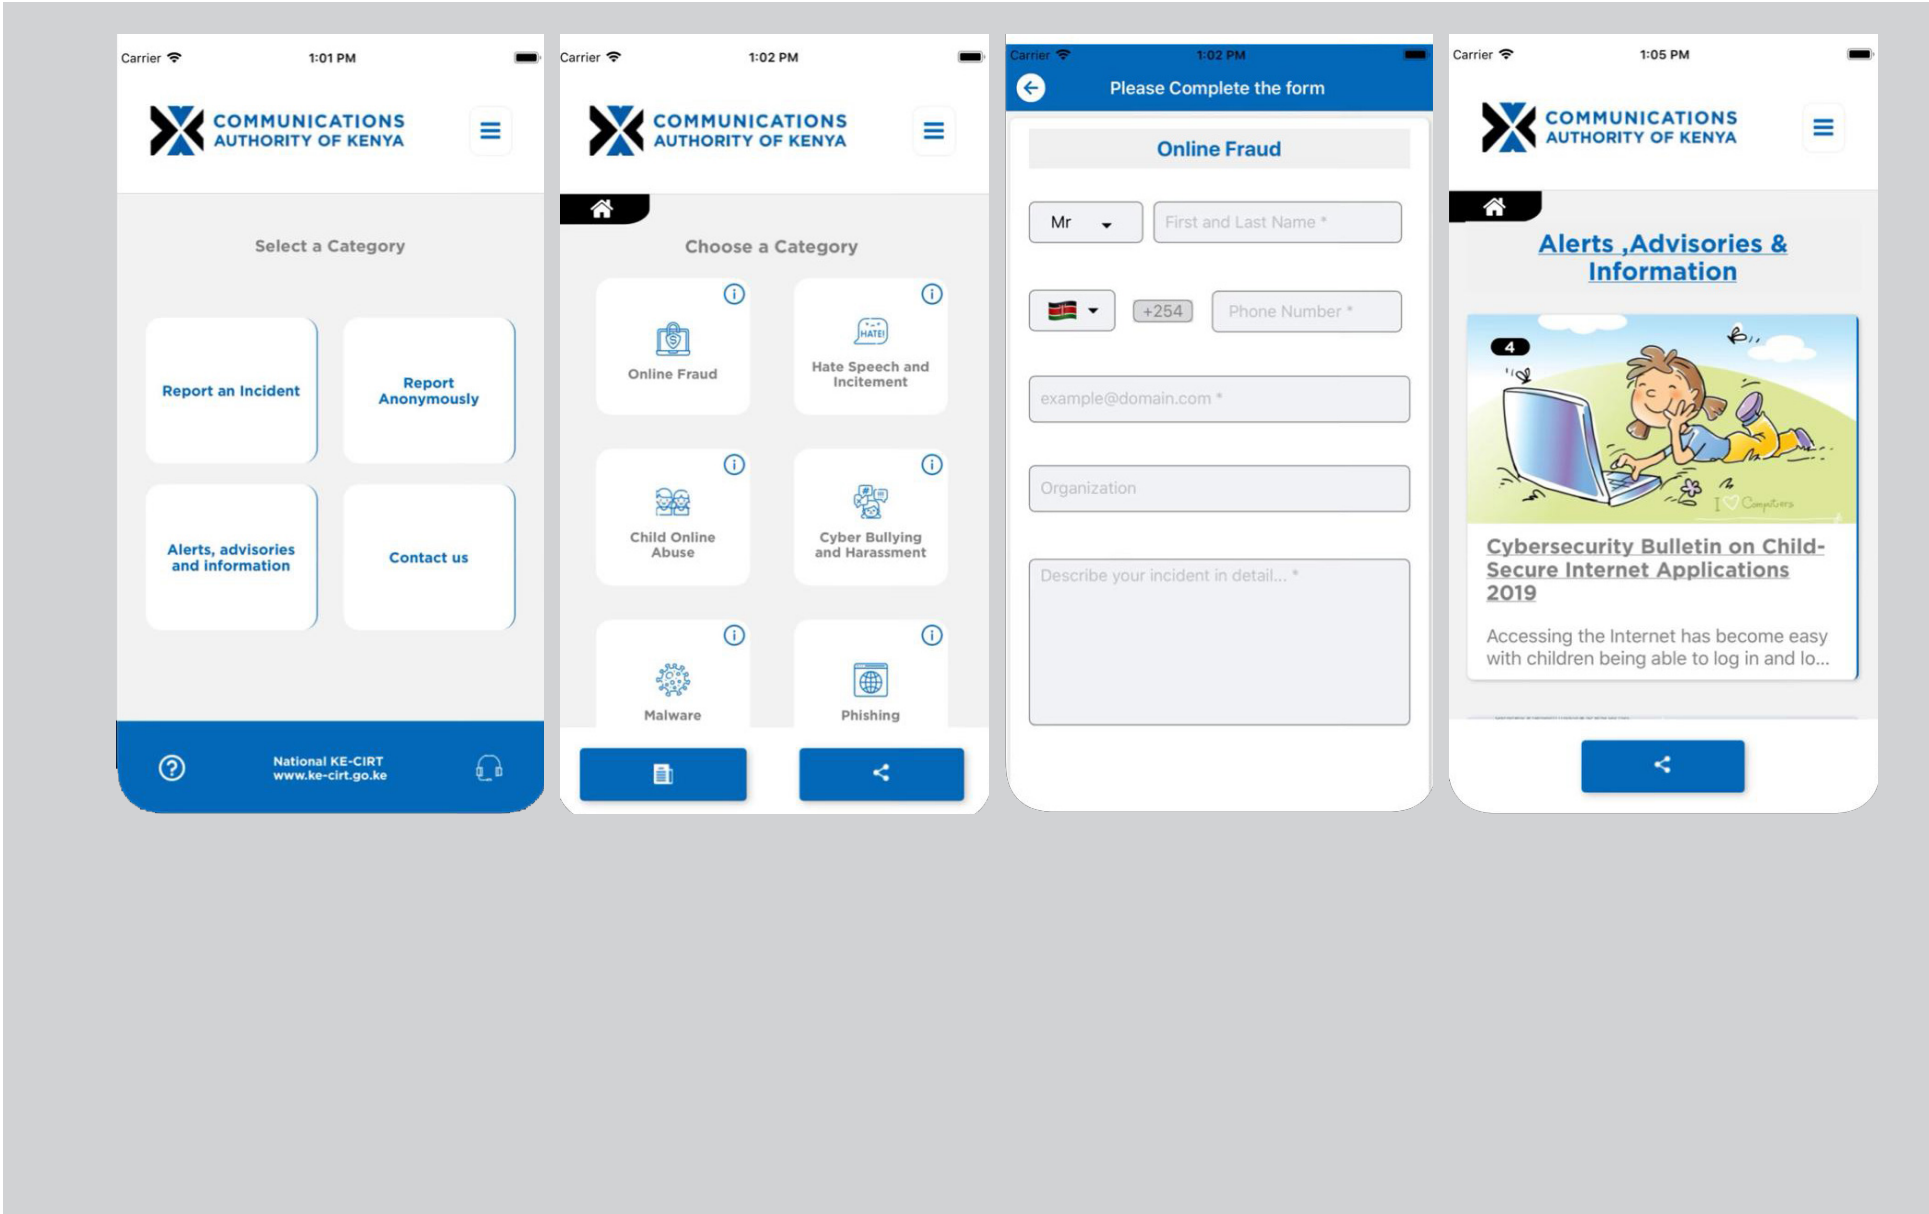 Carrier
1:01 PM
COMMUNICATIONS
AUTHORITY OF KENYA
Select a Category
Report an Incident
Report
Anonymously
Alerts, advisories
and information
Contact us
National KE-CIRT
www.ke-cirt.go.ke
Carrier
1:02 PM
COMMUNICATIONS
AUTHORITY OF KENYA
Choose a Category
Online Fraud
HATE!
Hate Speech and
Incitement
Child Online
Abuse
Cyber Bullying
and Harassment
Malware
Phishing
Carrier
1:02 PM
Please Complete the form
Online Fraud
Mr
First and Last Name *
+254
Phone Number *
example@domain.com *
Organization
Describe your incident in detail... *
Carrier
1:05 PM
COMMUNICATIONS
AUTHORITY OF KENYA
Alerts ,Advisories &
Information
4
I ♡ Computers
Cybersecurity Bulletin on Child-
Secure Internet Applications
2019
Accessing the Internet has become easy
with children being able to log in and lo...